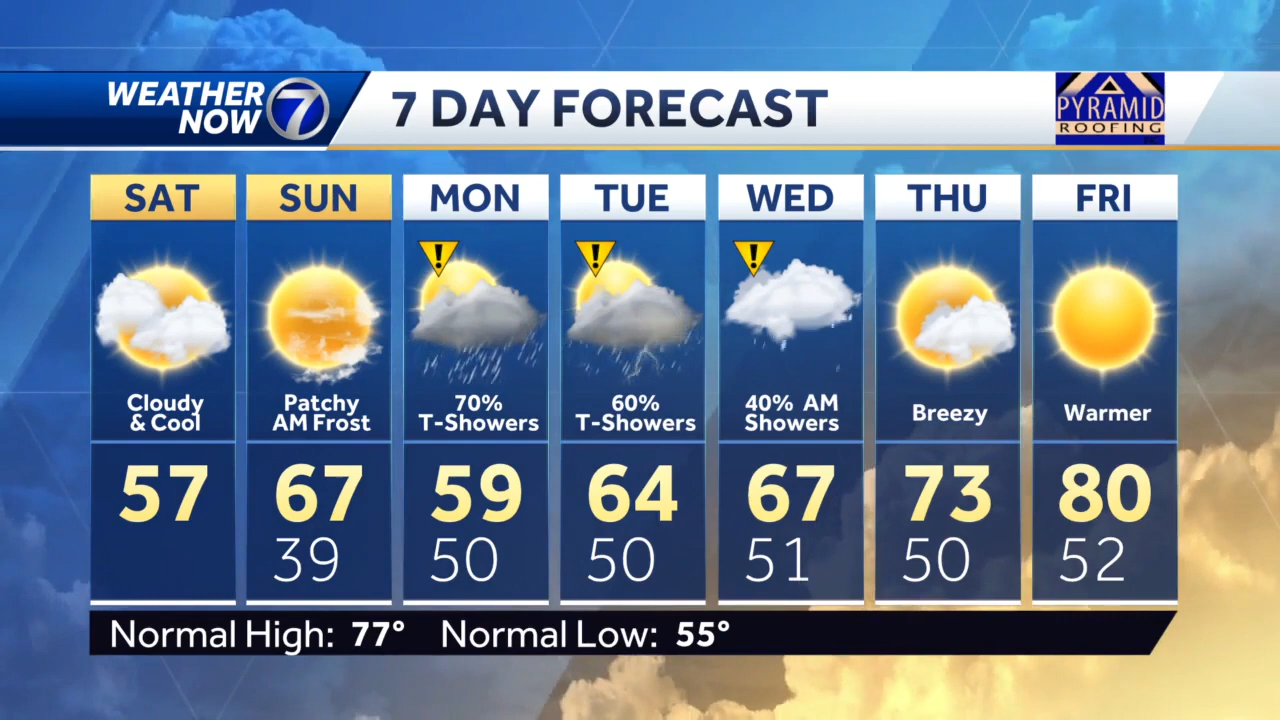 WEATHER
NOW
7
7 DAY FORECAST
PYRAMID
ROOFING
SAT SUN MON TUE WED THU FRI
! ! !
Cloudy
& Cool
Patchy
AM Frost
70%
T-Showers
60%
T-Showers
40% AM
Showers
Breezy
Warmer
57 67 59 64 67 73 80
39 50 50 51 50 52
Normal High: 77° Normal Low: 55°